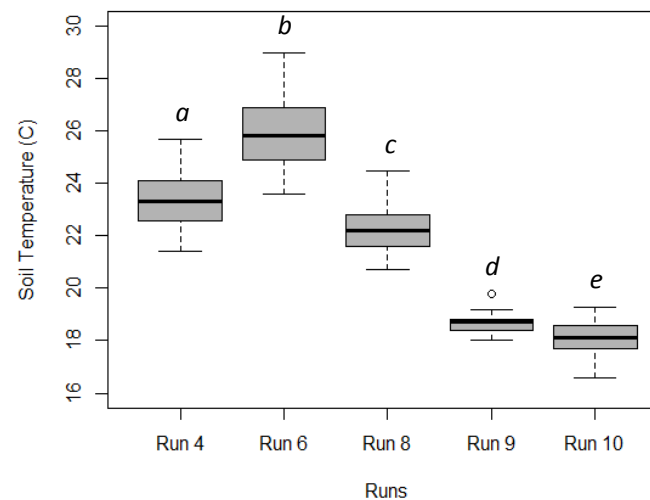 Soil Temperature (C)
30
28
26
24
22
20
18
16
a
b
c
d
e
Run 4
Run 6
Run 8
Run 9
Run 10
Runs